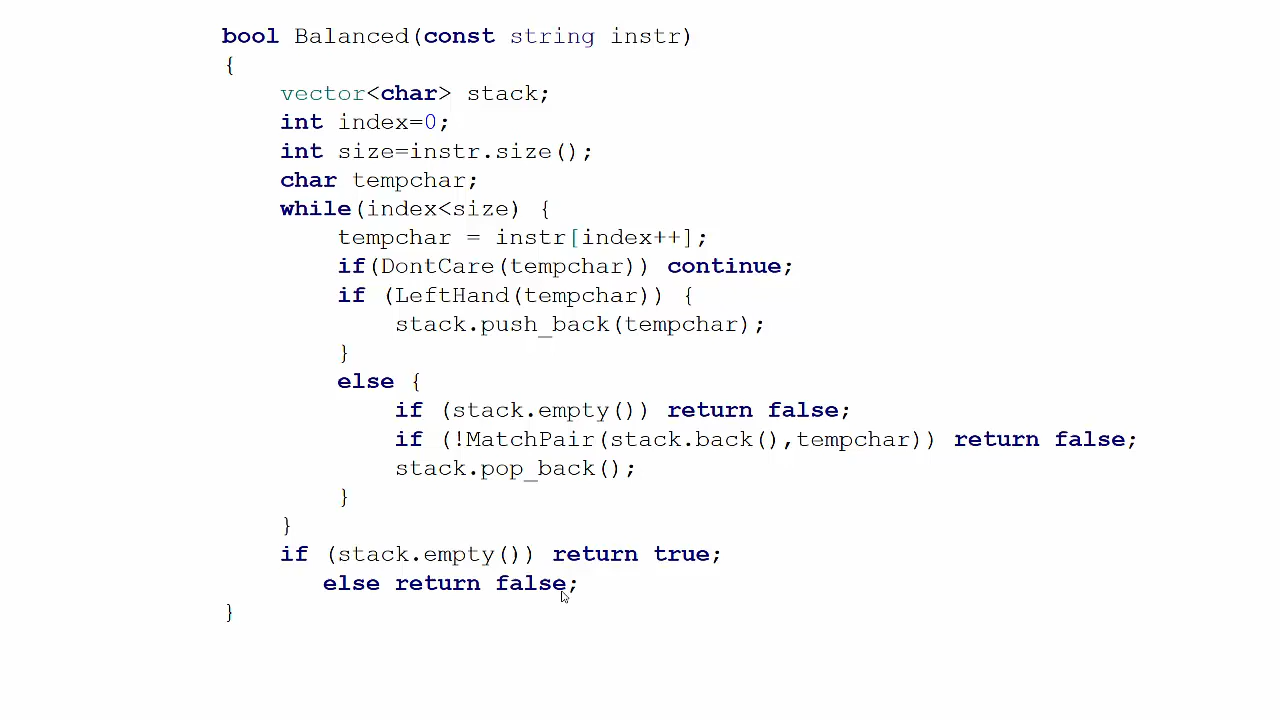 bool Balanced(const string instr)
{
vector<char> stack;
int index=0;
int size=instr.size();
char tempchar;
while(index<size) {
tempchar = instr[index++];
if(DontCare(tempchar)) continue;
if (LeftHand(tempchar)) {
stack.push_back(tempchar);
}
else {
if (stack.empty()) return false;
if (!MatchPair(stack.back(),tempchar)) return false;
stack.pop_back();
}
}
if (stack.empty()) return true;
else return false;
}